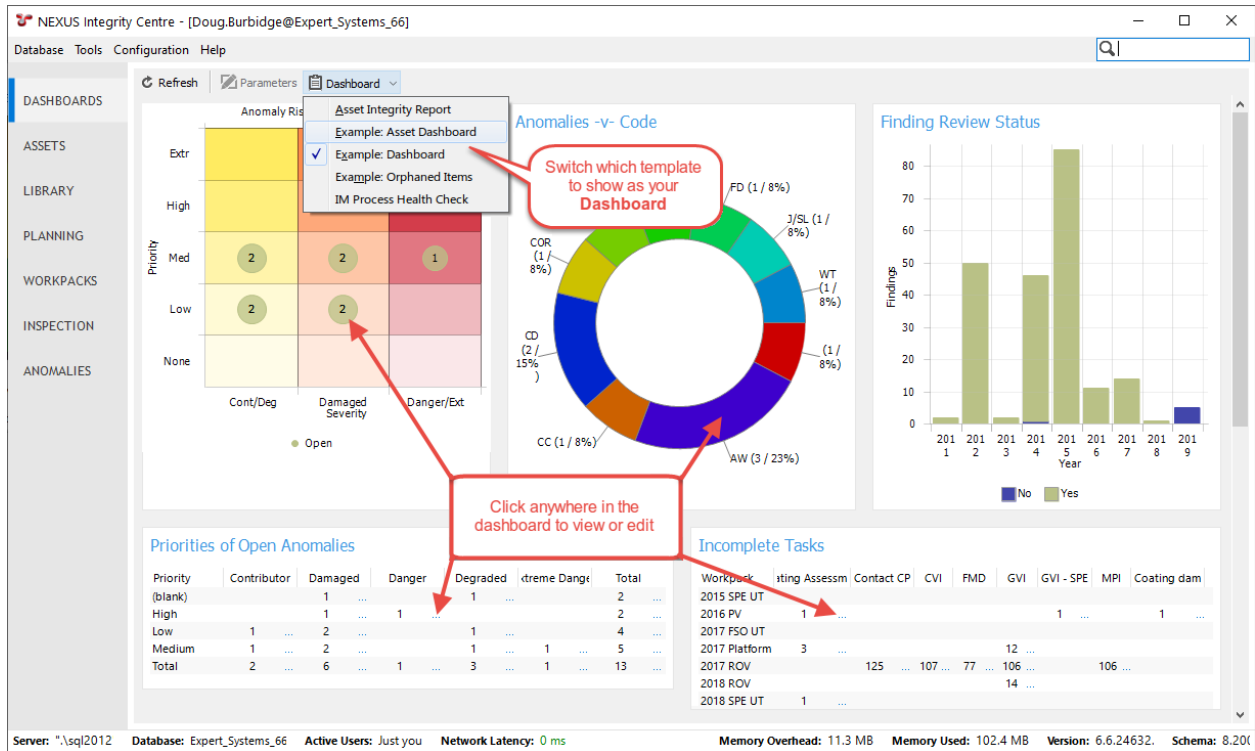 NEXUS Integrity Centre - [Doug.Burbidge@Expert_Systems_66]
Database Tools Configuration Help
Refresh Parameters Dashboard
DASHBOARDS
ASSETS
LIBRARY
PLANNING
WORKPACKS
INSPECTION
ANOMALIES
Asset Integrity Report
Example: Asset Dashboard
Example: Dashboard
Example: Orphaned Items
IM Process Health Check
Switch which template
to show as your
Dashboard
Anomaly Ris
Priority
Extr
High
Med 2 2 1
Low 2 2
None
Cont/Deg Damaged Danger/Ext
Severity
Open
Anomalies -v- Code
FD (1 / 8%)
J/SL (1 /
8%)
WT
(1 /
8%)
(1 /
8%)
AW (3 / 23%)
CC (1 / 8%)
CD
(2 /
15%
)
COR
(1 /
8%)
Finding Review Status
Findings
80
70
60
50
40
30
20
10
0
201 201 201 201 201 201 201 201 201
1 2 3 4 5 6 7 8 9
Year
No Yes
Click anywhere in the
dashboard to view or edit
Priorities of Open Anomalies
Priority Contributor Damaged Danger Degraded xtreme Dange Total
(blank) 1 ... 1 ... 2 ...
High 1 ... 1 ... 2 ...
Low 1 ... 2 ... 1 ... 4 ...
Medium 1 ... 2 ... 1 ... 1 ... 5 ...
Total 2 ... 6 ... 1 ... 3 ... 1 ... 13 ...
Incomplete Tasks
Workpack ating Assessm Contact CP CVI FMD GVI GVI - SPE MPI Coating dam
2015 SPE UT
2016 PV 1 ... 1 ... 1 ...
2017 FSO UT
2017 Platform 3 ... 12 ...
2017 ROV 125 ... 107 ... 77 ... 106 ... 106 ...
2018 ROV 14 ...
2018 SPE UT 1 ...
Server: ".\sql2012 Database: Expert_Systems_66 Active Users: Just you Network Latency: 0 ms Memory Overhead: 11.3 MB Memory Used: 102.4 MB Version: 6.6.24632. Schema: 8.20